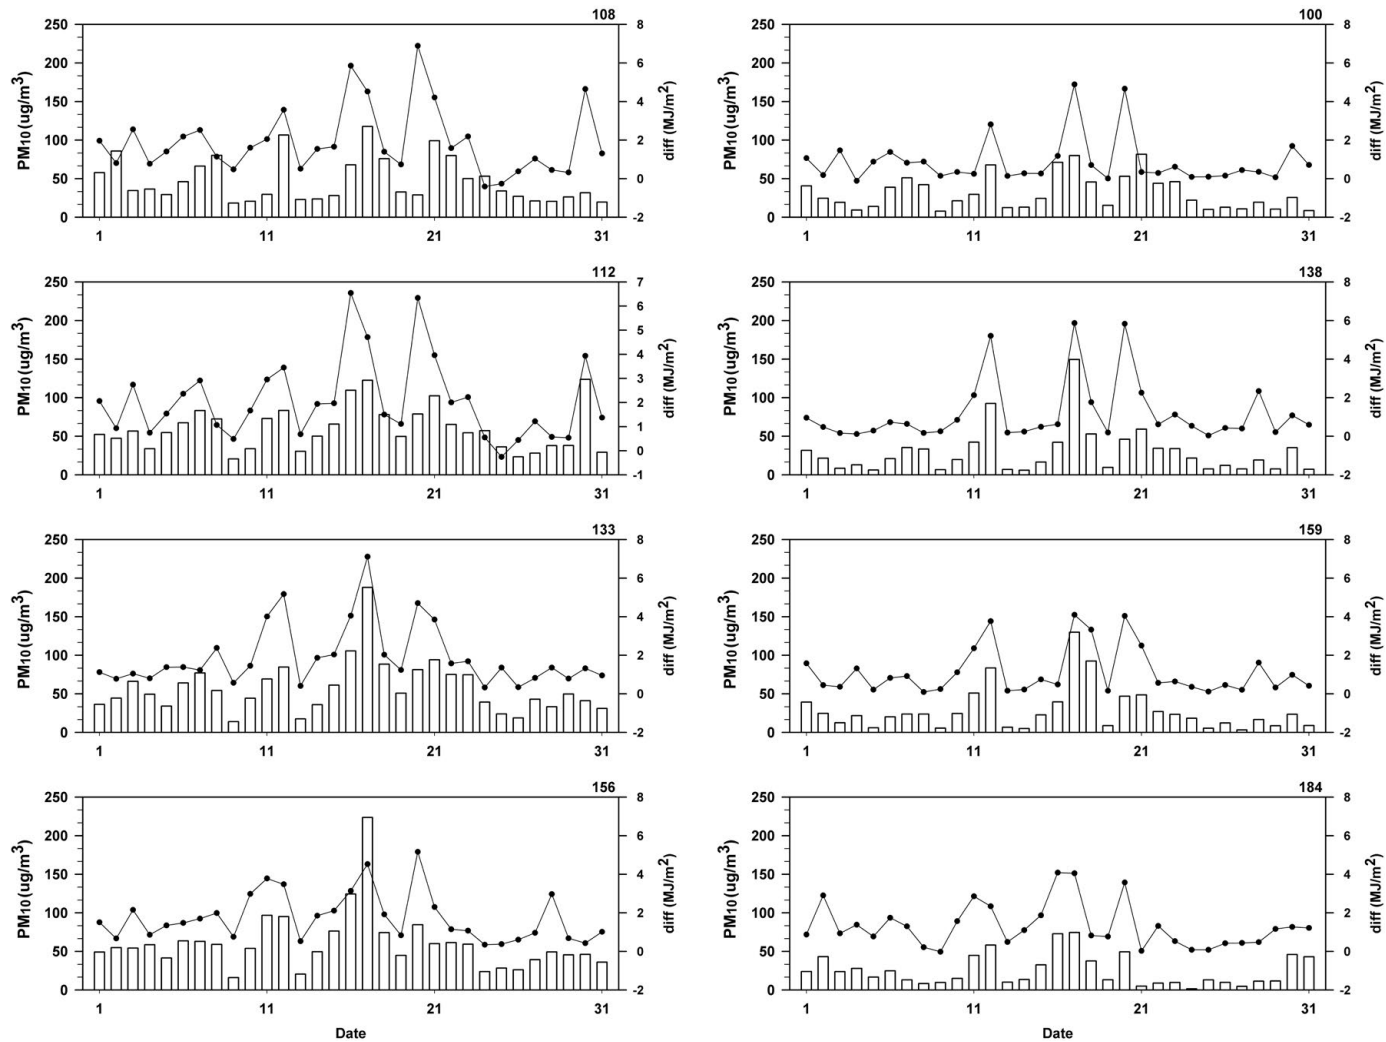 108
250 200 150 100 50 0
PM10 (ug/m3)
8 6 4 2 0 -2
diff (MJ/m2)
1 11 21 31
100
250 200 150 100 50 0
PM10 (ug/m3)
8 6 4 2 0 -2
diff (MJ/m2)
1 11 21 31
112
250 200 150 100 50 0
PM10 (ug/m3)
7 6 5 4 3 2 1 0 -1
diff (MJ/m2)
1 11 21 31
138
250 200 150 100 50 0
PM10 (ug/m3)
8 6 4 2 0 -2
diff (MJ/m2)
1 11 21 31
133
250 200 150 100 50 0
PM10 (ug/m3)
8 6 4 2 0 -2
diff (MJ/m2)
1 11 21 31
159
250 200 150 100 50 0
PM10 (ug/m3)
8 6 4 2 0 -2
diff (MJ/m2)
1 11 21 31
156
250 200 150 100 50 0
PM10 (ug/m3)
8 6 4 2 0 -2
diff (MJ/m2)
1 11 21 31
Date
184
250 200 150 100 50 0
PM10 (ug/m3)
8 6 4 2 0 -2
diff (MJ/m2)
1 11 21 31
Date